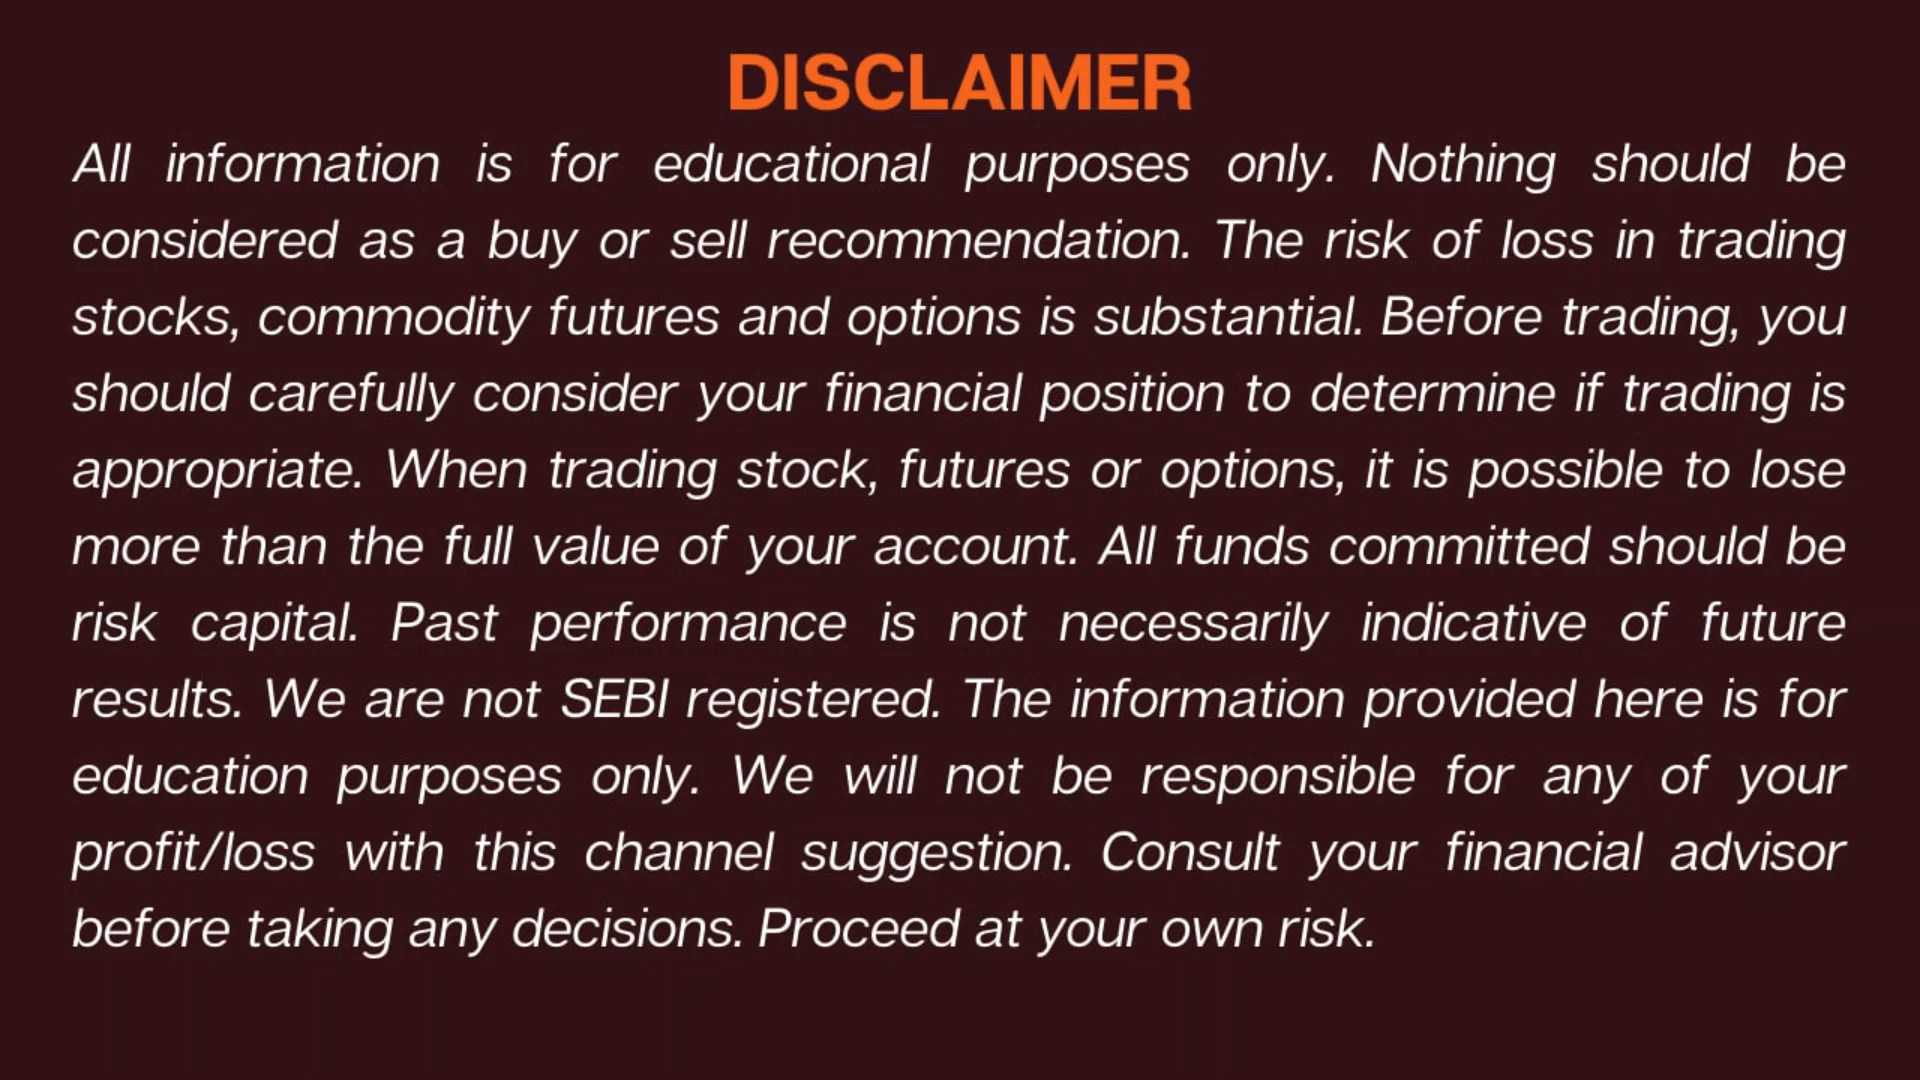 DISCLAIMER
All information is for educational purposes only. Nothing should be
considered as a buy or sell recommendation. The risk of loss in trading
stocks, commodity futures and options is substantial. Before trading, you
should carefully consider your financial position to determine if trading is
appropriate. When trading stock, futures or options, it is possible to lose
more than the full value of your account. All funds committed should be
risk capital. Past performance is not necessarily indicative of future
results. We are not SEBI registered. The information provided here is for
education purposes only. We will not be responsible for any of your
profit/loss with this channel suggestion. Consult your financial advisor
before taking any decisions. Proceed at your own risk.